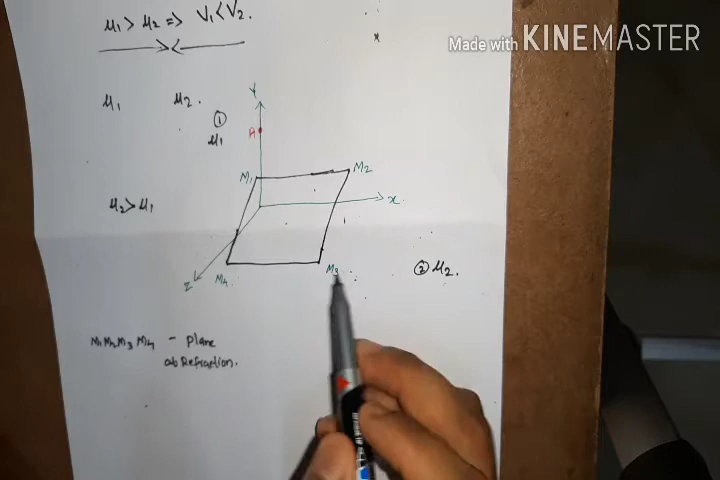 μ₁ > μ₂ => V₁ < V₂.
Made with KINEMASTER
μ₁ μ₂.
Y
①
μ₁
A
M₁
M₂
x
μ₂ > μ₁
Z
M₄
M₃
② μ₂.
M₁M₂M₃M₄ - Plane
ob Refraction.